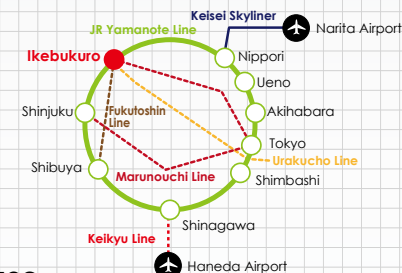 Keisei Skyliner
JR Yamanote Line
Narita Airport
Ikebukuro
Nippori
Ueno
Shinjuku
Fukutoshin
Line
Akihabara
Tokyo
Urakucho Line
Shibuya
Marunouchi Line
Shimbashi
Shinagawa
Keikyu Line
Haneda Airport